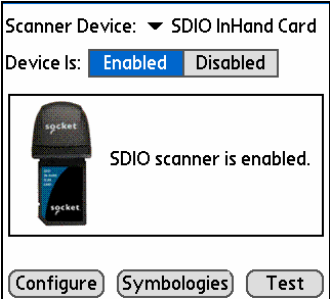 Scanner Device: SDIO InHand Card
Device Is: Enabled Disabled
socket
SDIO scanner is enabled.
socket
Configure Symbologies Test